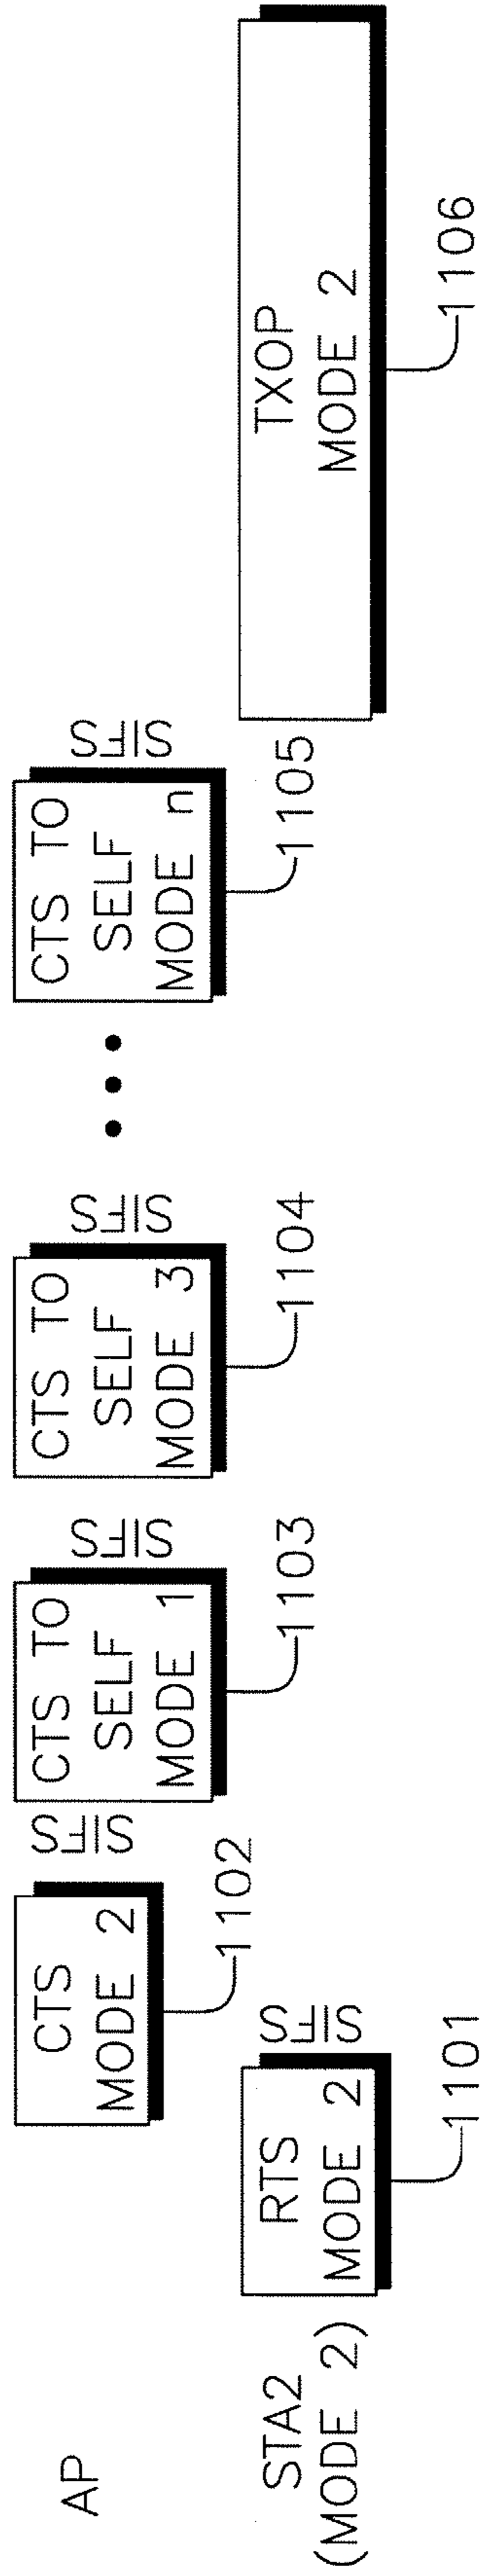 AP
CTS
MODE 2
1102
SIFS
CTS TO
SELF
MODE 1
1103
SIFS
CTS TO
SELF
MODE 3
1104
SIFS
•••
CTS TO
SELF
MODE n
1105
SIFS
STA2
(MODE 2)
RTS
MODE 2
1101
SIFS
TXOP
MODE 2
1106